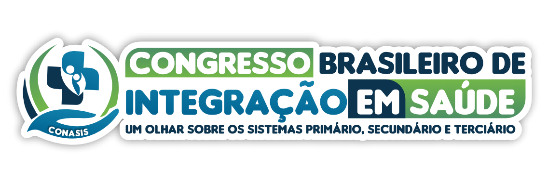 CONASIS
CONGRESSO BRASILEIRO DE
INTEGRAÇÃO EM SAÚDE
UM OLHAR SOBRE OS SISTEMAS PRIMÁRIO, SECUNDÁRIO E TERCIÁRIO